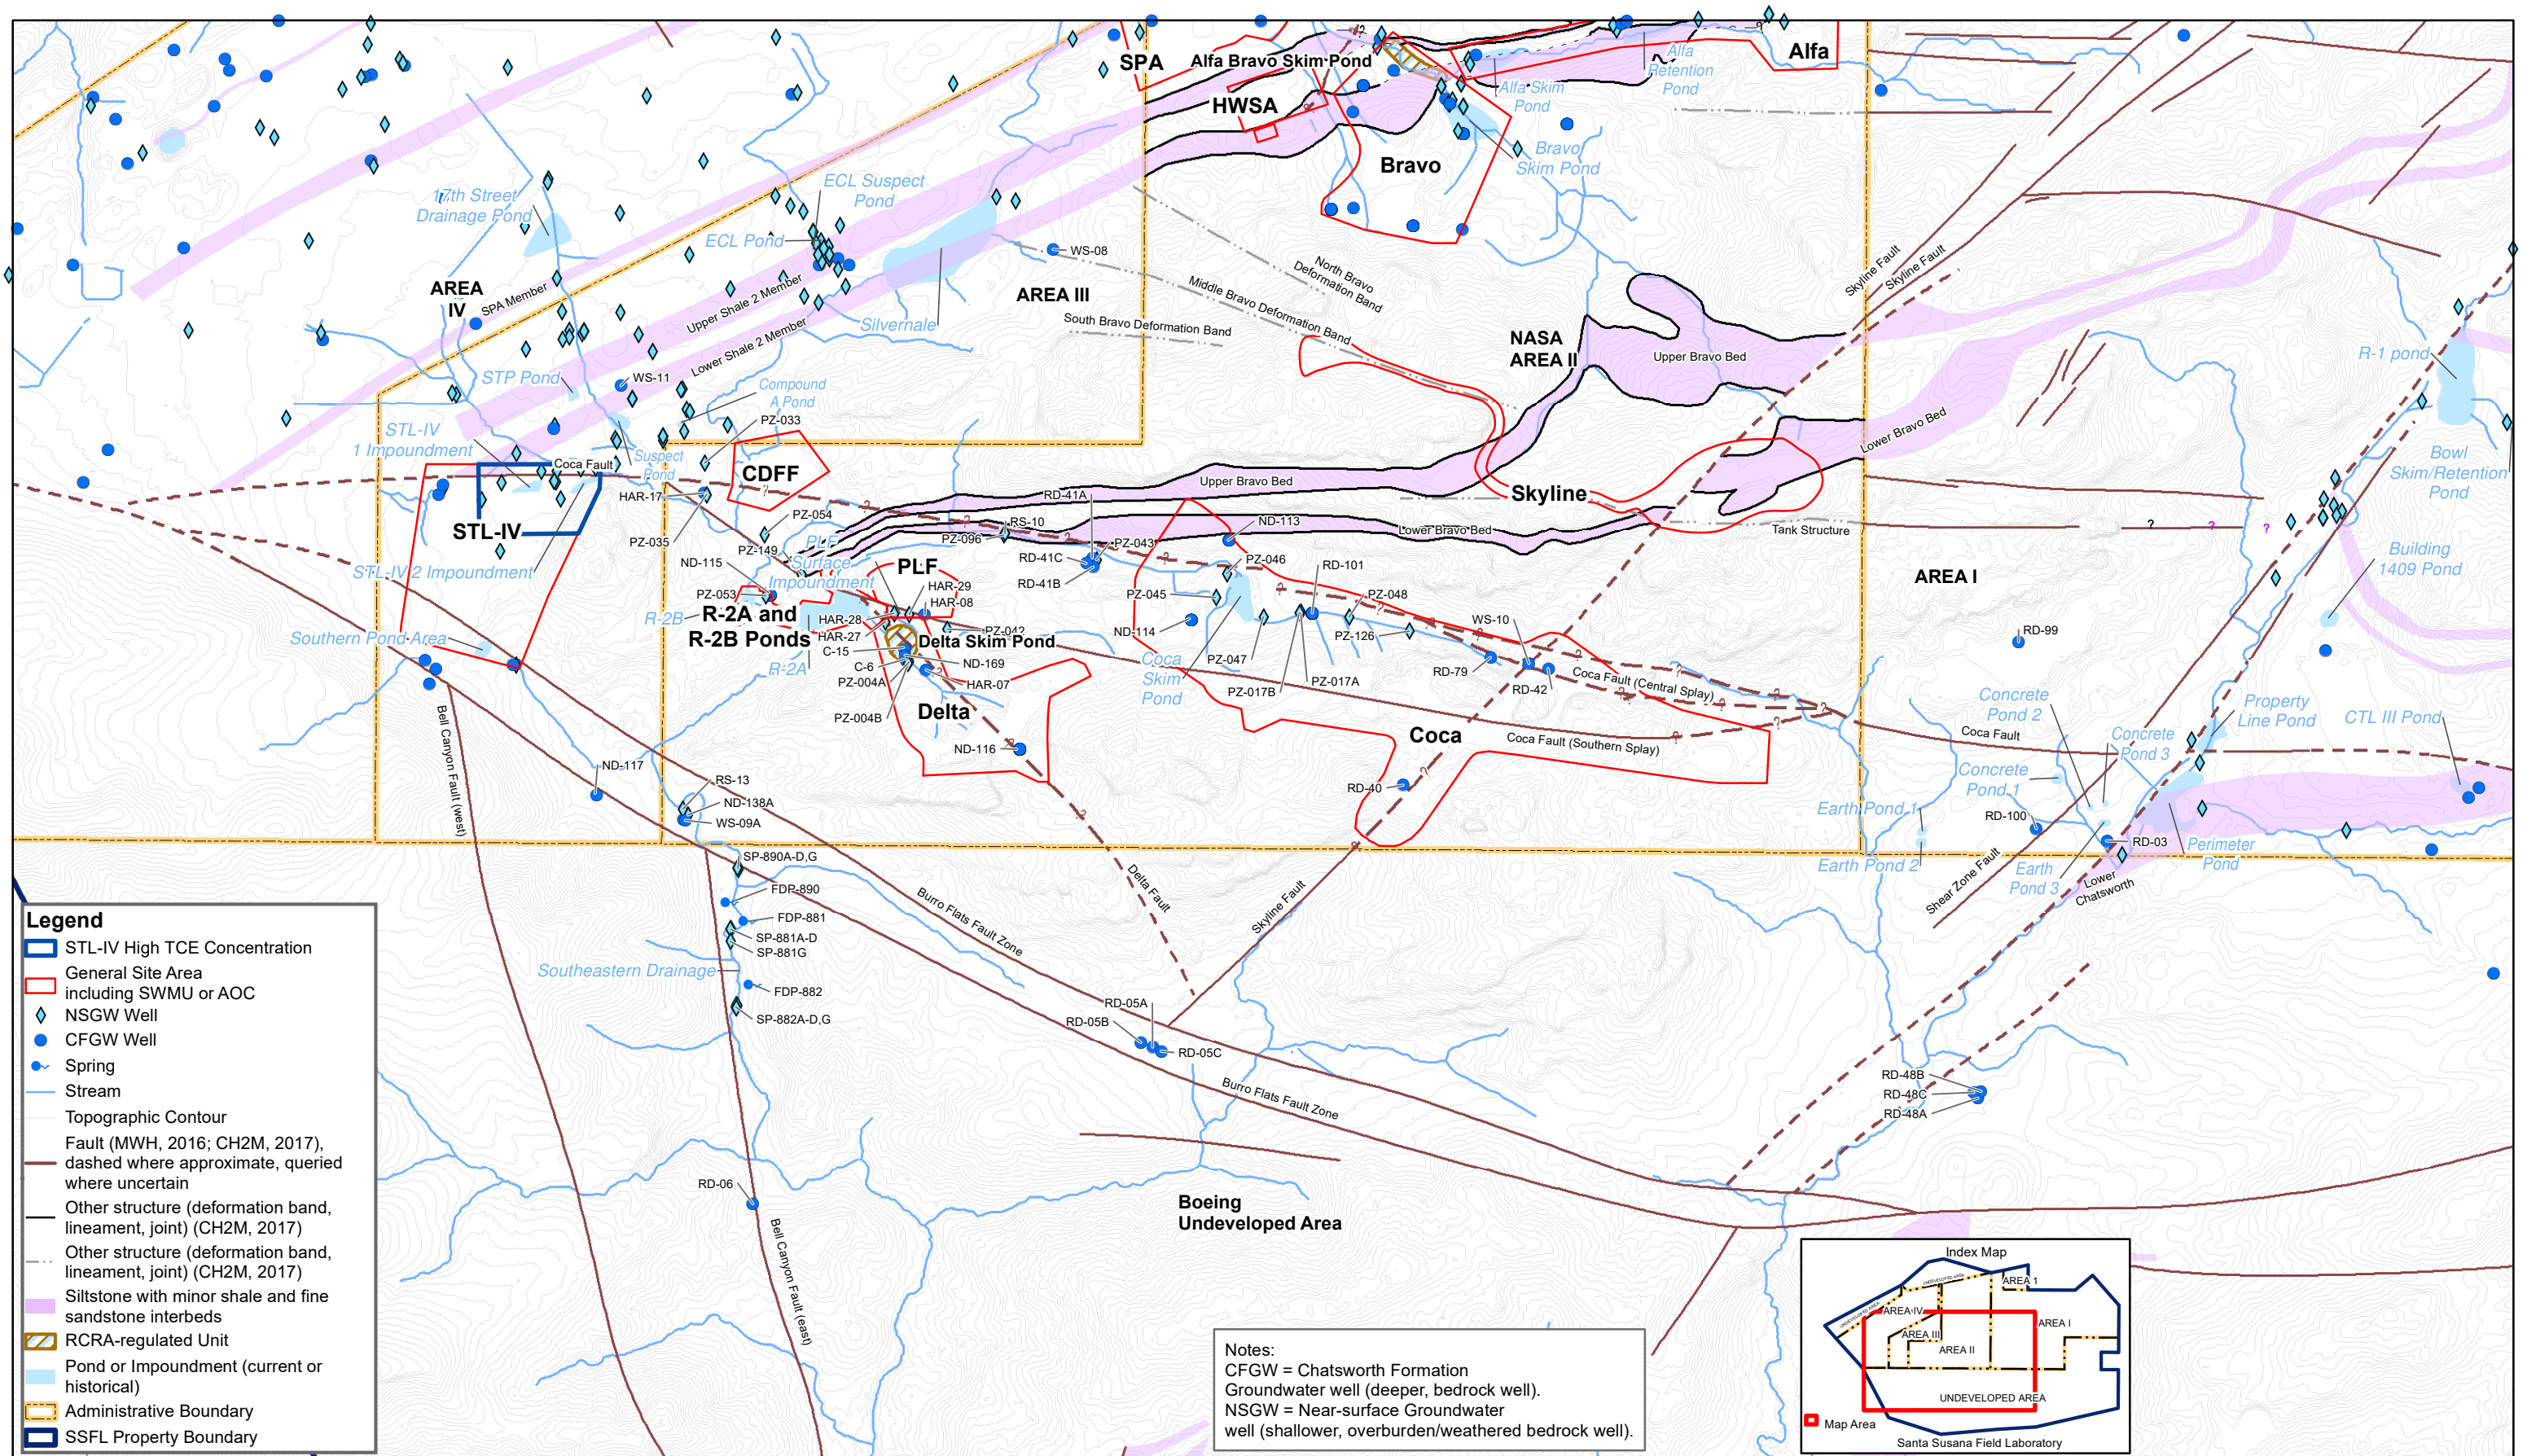 SPA
Alfa Bravo Skim Pond
Alfa
Alfa
Retention
Pond
HWSA
Alfa Skim
Pond
Bravo
Bravo
Skim Pond
17th Street
Drainage Pond
ECL Suspect
Pond
ECL Pond
WS-08
AREA
IV
SPA Member
Upper Shale 2 Member
Lower Shale 2 Member
Silvernale
AREA III
North Bravo
Deformation Band
Middle Bravo Deformation Band
South Bravo Deformation Band
NASA
AREA II
Upper Bravo Bed
Skyline Fault
Skyline Fault
R-1 pond
STP Pond
WS-11
Compound
A Pond
PZ-033
STL-IV
1 Impoundment
Coca Fault
Suspect
Pond
CDFF
HAR-17
STL-IV
PZ-035
PZ-054
STL-IV 2 Impoundment
ND-115
PZ-149
PLF
Surface
Impoundment
PLF
PZ-096
RS-10
RD-41A
RD-41C
PZ-043
RD-41B
Upper Bravo Bed
Lower Bravo Bed
ND-113
Skyline
Lower Bravo Bed
Tank Structure
?
?
?
Bowl
Skim/Retention
Pond
Building
1409 Pond
AREA I
PZ-053
R-2B
R-2A and
R-2B Ponds
R-2A
Southern Pond Area
HAR-29
HAR-08
HAR-28
HAR-27
PZ-042
Delta Skim Pond
C-15
C-6
ND-169
PZ-004A
HAR-07
PZ-004B
Delta
ND-116
PZ-045
PZ-046
RD-101
PZ-048
ND-114
PZ-126
WS-10
Coca
Skim
Pond
PZ-047
PZ-017B
PZ-017A
RD-79
RD-42
Coca Fault (Central Splay)
Coca
Coca Fault (Southern Splay)
Coca Fault
RD-40
RD-99
Concrete
Pond 2
Concrete
Pond 3
Property
Line Pond
CTL III Pond
Concrete
Pond 1
Earth Pond 1
RD-100
Earth Pond 2
Earth
Pond 3
RD-03
Perimeter
Pond
Lower
Chatsworth
Shear Zone Fault
Bell Canyon Fault (west)
ND-117
RS-13
ND-138A
WS-09A
SP-890A-D,G
FDP-890
FDP-881
SP-881A-D
SP-881G
Southeastern Drainage
FDP-882
SP-882A-D,G
Burro Flats Fault Zone
Delta Fault
Skyline Fault
RD-05A
RD-05B
RD-05C
Burro Flats Fault Zone
RD-48B
RD-48C
RD-48A
RD-06
Bell Canyon Fault (east)
Boeing
Undeveloped Area
Legend
STL-IV High TCE Concentration
General Site Area
including SWMU or AOC
NSGW Well
CFGW Well
Spring
Stream
Topographic Contour
Fault (MWH, 2016; CH2M, 2017),
dashed where approximate, queried
where uncertain
Other structure (deformation band,
lineament, joint) (CH2M, 2017)
Other structure (deformation band,
lineament, joint) (CH2M, 2017)
Siltstone with minor shale and fine
sandstone interbeds
RCRA-regulated Unit
Pond or Impoundment (current or
historical)
Administrative Boundary
SSFL Property Boundary
Notes:
CFGW = Chatsworth Formation
Groundwater well (deeper, bedrock well).
NSGW = Near-surface Groundwater
well (shallower, overburden/weathered bedrock well).
Index Map
UNDEVELOPED AREA
AREA 1
UNDEVELOPED AREA
AREA IV
AREA III
AREA I
AREA II
UNDEVELOPED AREA
Map Area
Santa Susana Field Laboratory